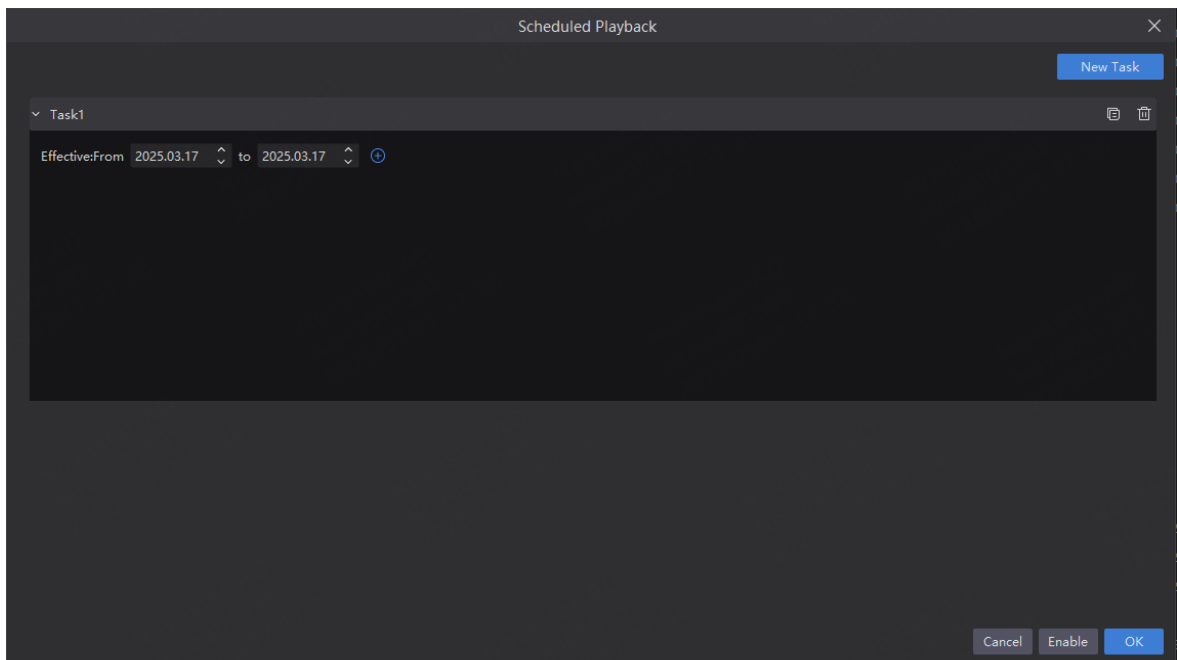 Scheduled Playback
New Task
Task1
Effective:From 2025.03.17 to 2025.03.17
Cancel Enable OK